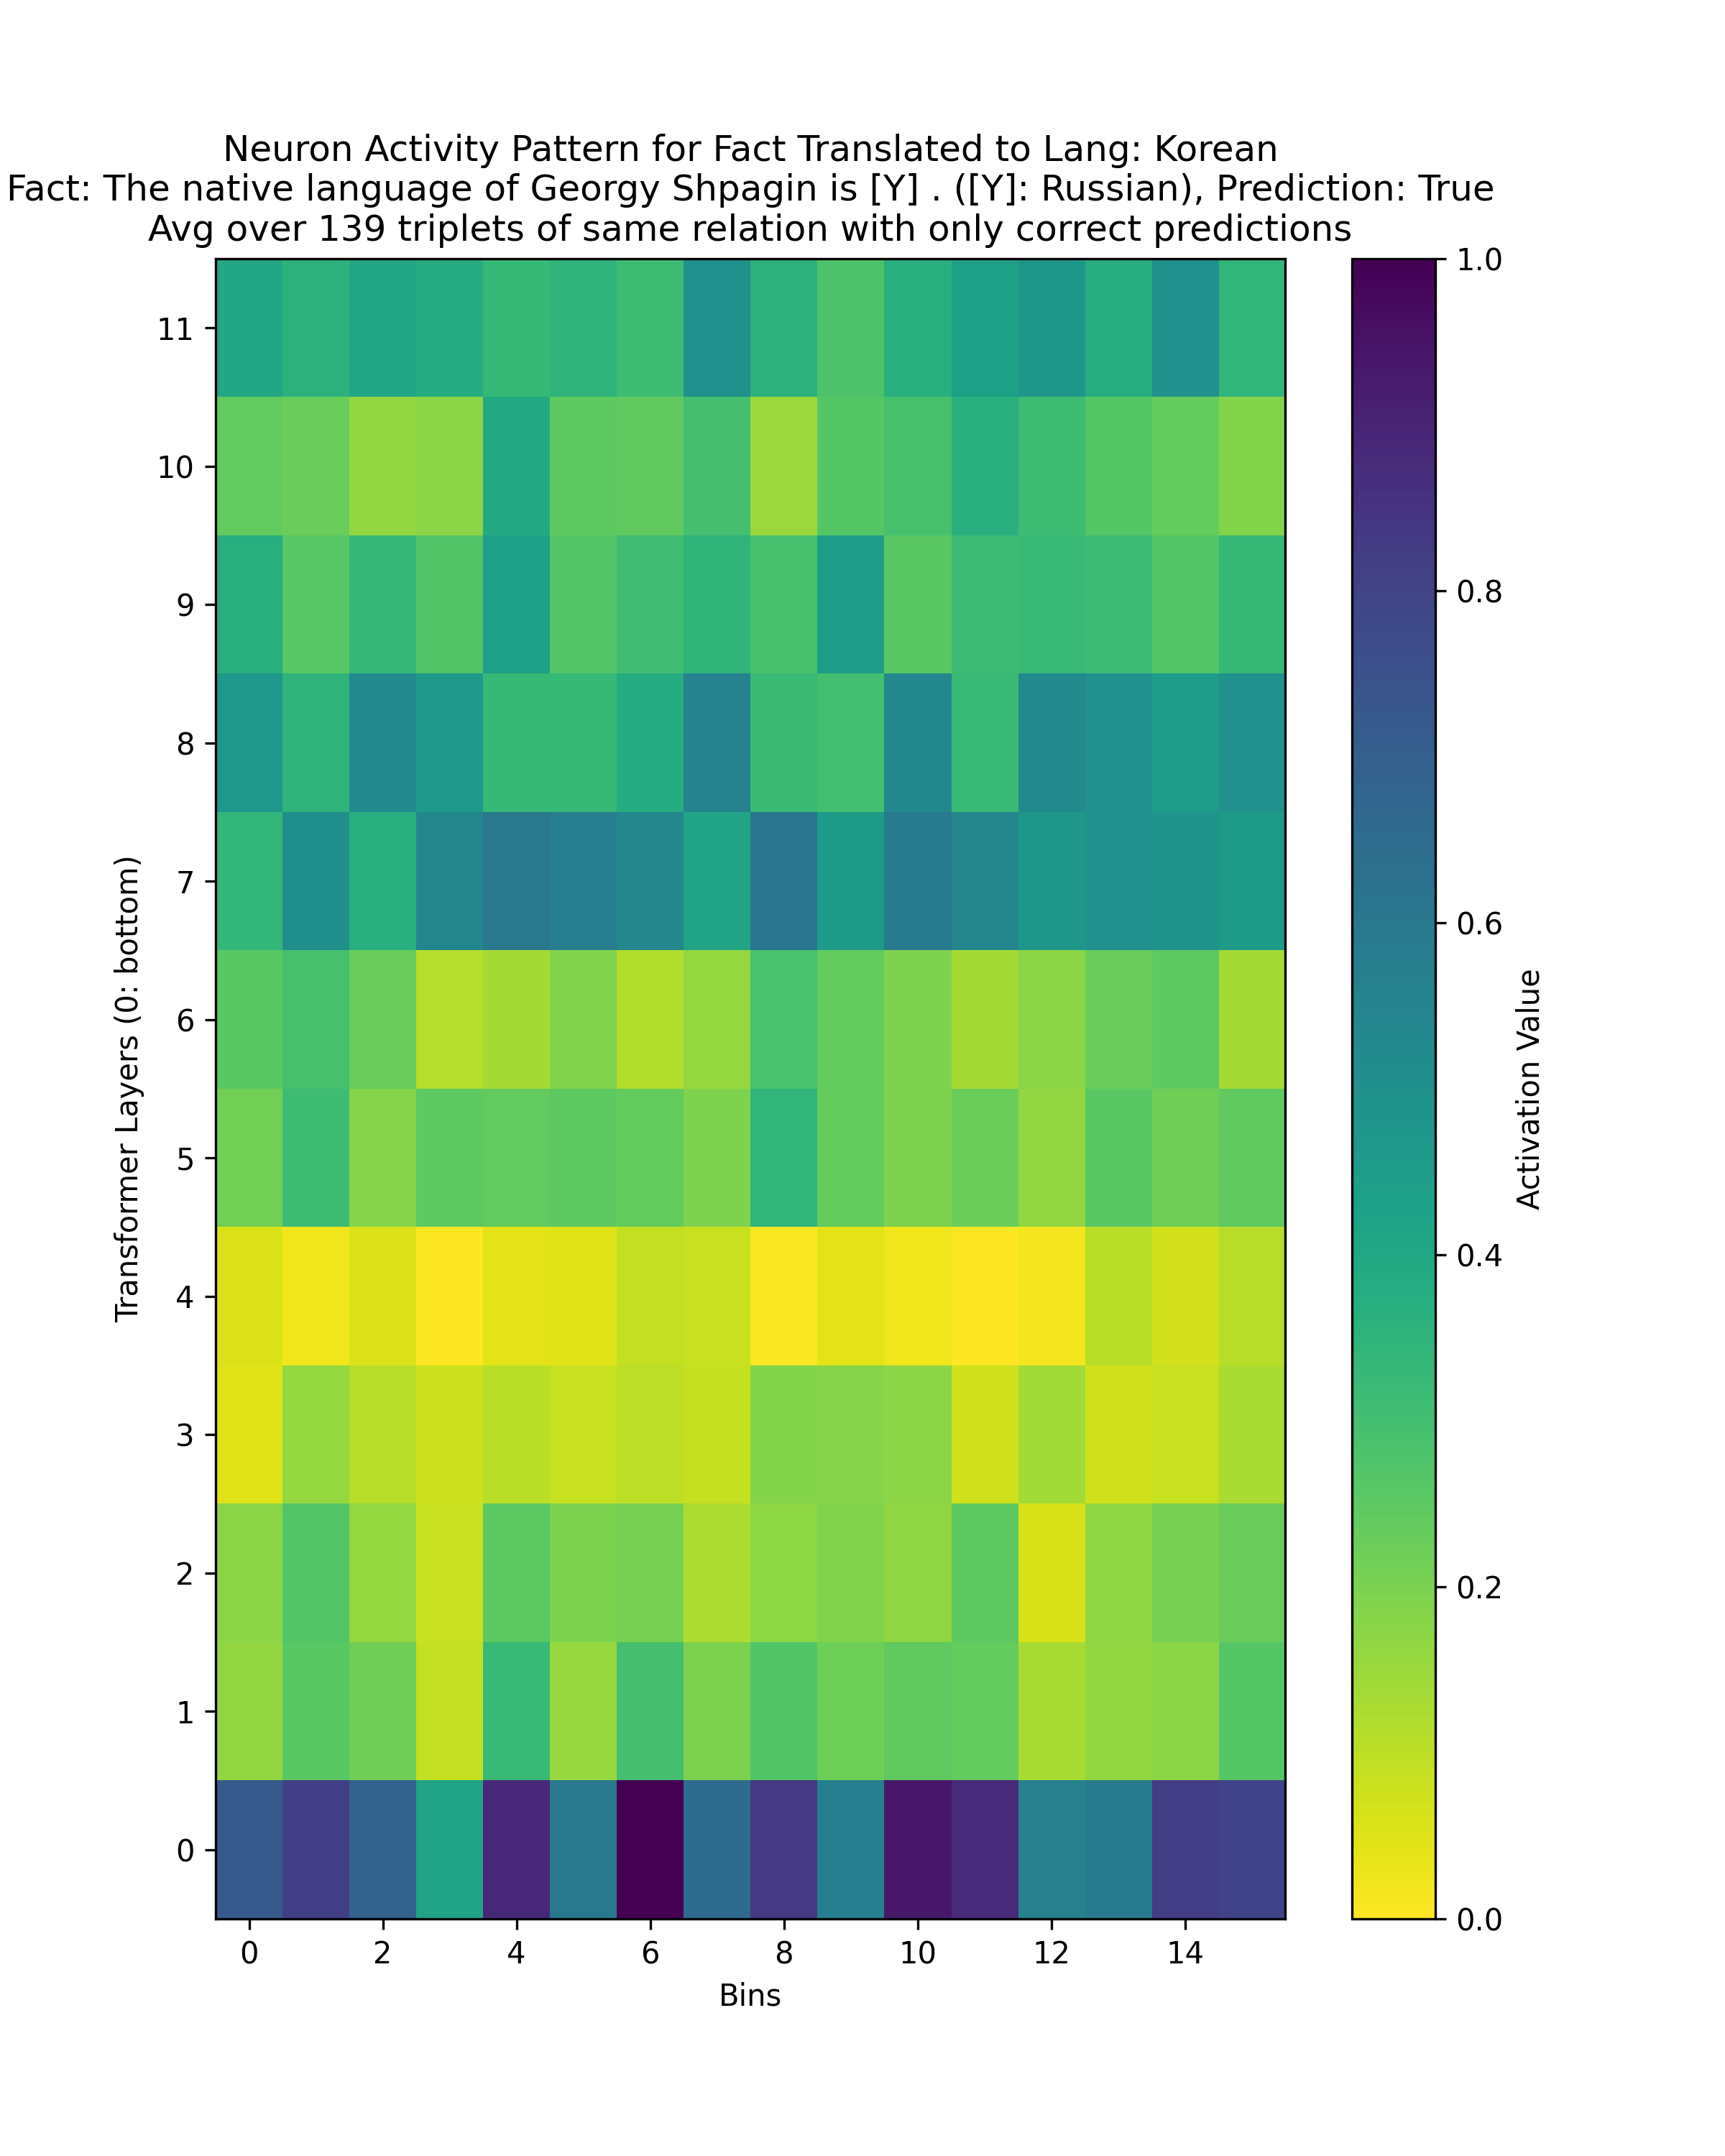 Neuron Activity Pattern for Fact Translated to Lang: Korean
Fact: The native language of Georgy Shpagin is [Y] . ([Y]: Russian), Prediction: True
Avg over 139 triplets of same relation with only correct predictions
11
10
9
8
7
6
5
4
3
2
1
0
Transformer Layers (0: bottom)
0 2 4 6 8 10 12 14
Bins
1.0
0.8
0.6
0.4
0.2
0.0
Activation Value